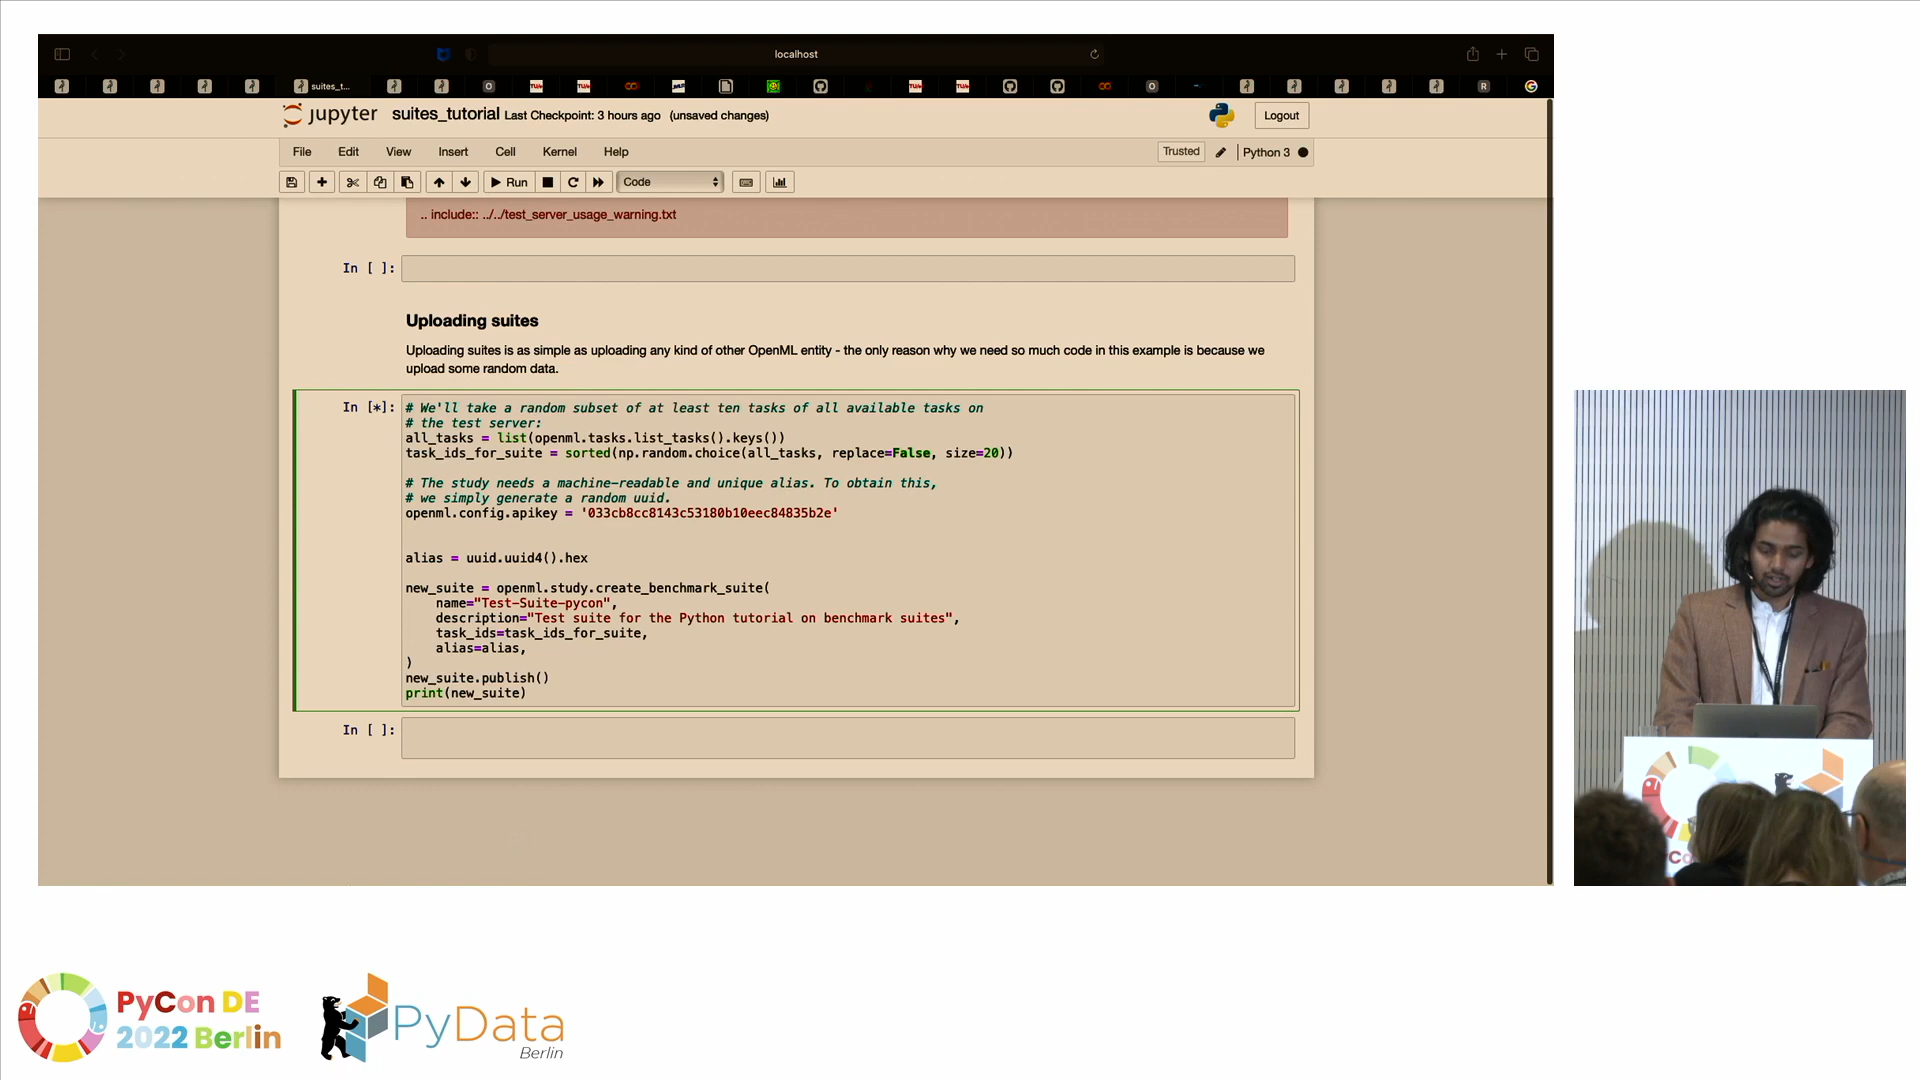 localhost
suites_t...
jupyter suites_tutorial Last Checkpoint: 3 hours ago (unsaved changes)
Logout
File Edit View Insert Cell Kernel Help
Trusted
Python 3
Run
Code
.. include:: ../../test_server_usage_warning.txt
In [ ]:
Uploading suites
Uploading suites is as simple as uploading any kind of other OpenML entity - the only reason why we need so much code in this example is because we
upload some random data.
In [*]:
# We'll take a random subset of at least ten tasks of all available tasks on
# the test server:
all_tasks = list(openml.tasks.list_tasks().keys())
task_ids_for_suite = sorted(np.random.choice(all_tasks, replace=False, size=20))
# The study needs a machine-readable and unique alias. To obtain this,
# we simply generate a random uuid.
openml.config.apikey = '033cb8cc8143c53180b10eec84835b2e'
alias = uuid.uuid4().hex
new_suite = openml.study.create_benchmark_suite(
name="Test-Suite-pycon",
description="Test suite for the Python tutorial on benchmark suites",
task_ids=task_ids_for_suite,
alias=alias,
)
new_suite.publish()
print(new_suite)
In [ ]:
PyCon DE
2022 Berlin
PyData
Berlin